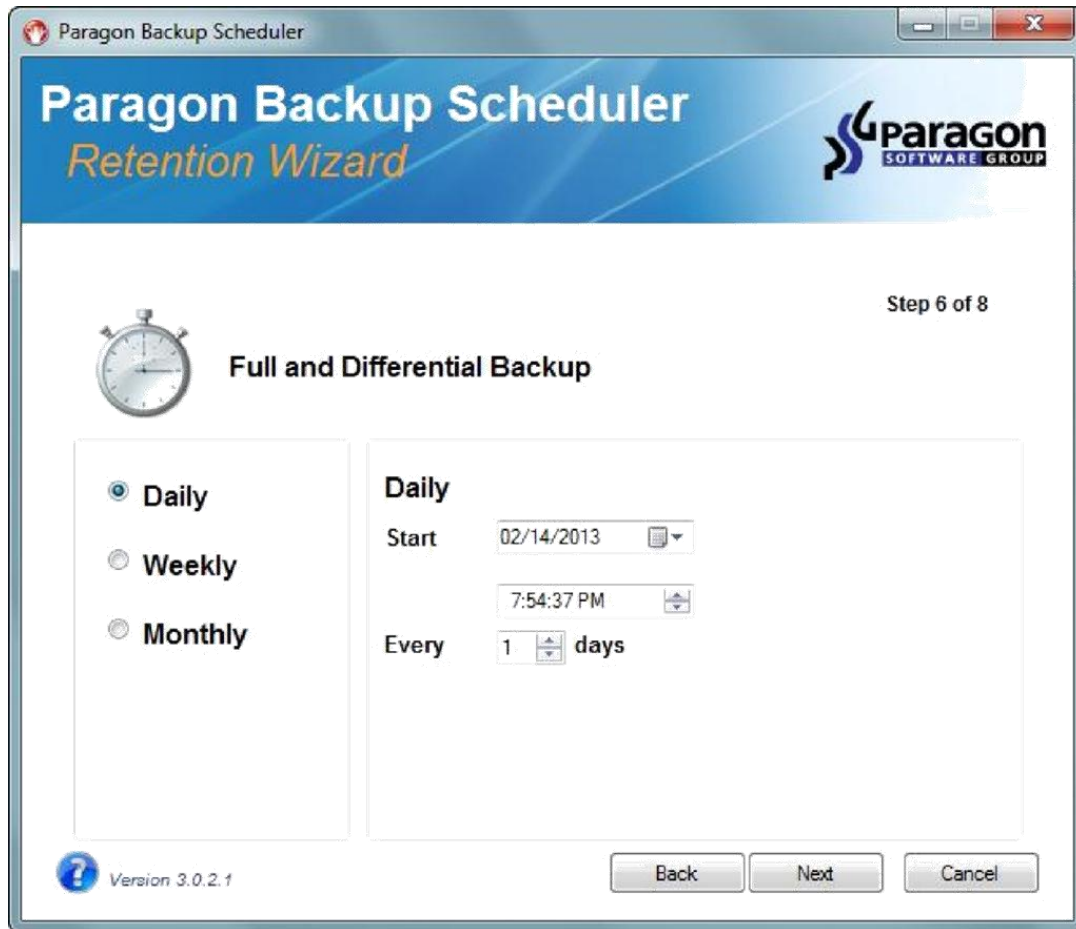 Paragon Backup Scheduler
Paragon Backup Scheduler
Retention Wizard
Paragon
SOFTWARE GROUP
Step 6 of 8
Full and Differential Backup
Daily
Weekly
Monthly
Daily
Start 02/14/2013
7:54:37 PM
Every 1 days
Version 3.0.2.1
Back Next Cancel